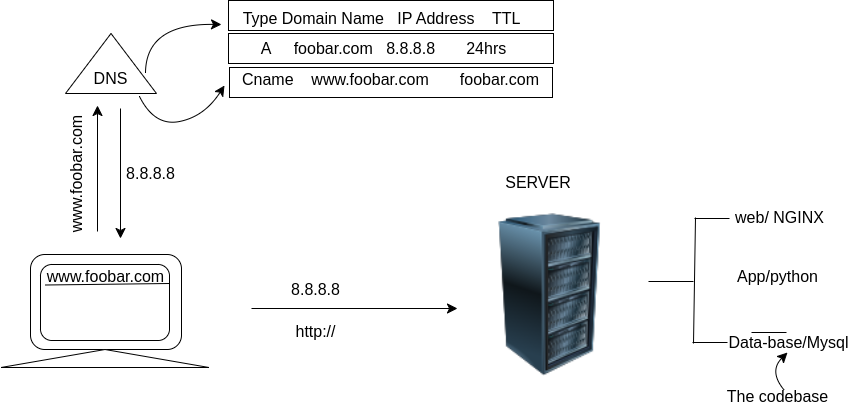 Type Domain Name IP Address TTL
A foobar.com 8.8.8.8 24hrs
Cname www.foobar.com foobar.com
DNS
www.foobar.com
8.8.8.8
www.foobar.com
8.8.8.8
http://
SERVER
web/ NGINX
App/python
Data-base/Mysql
The codebase